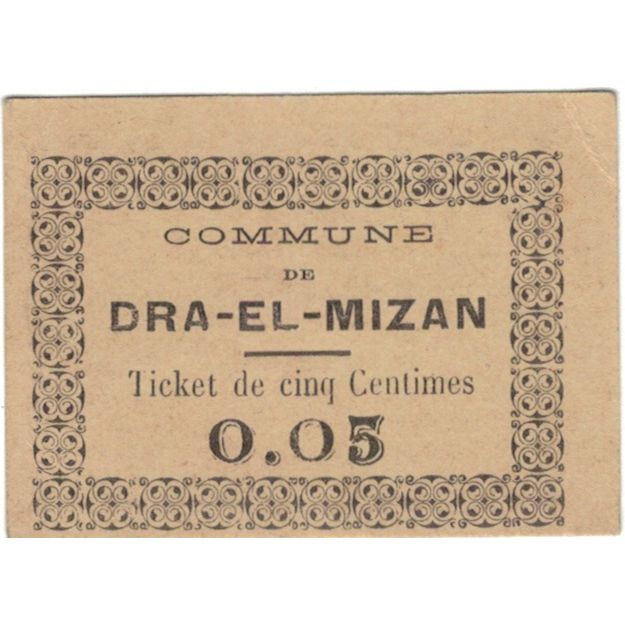 COMMUNE
DE
DRA-EL-MIZAN
Ticket de cinq Centimes
0.05